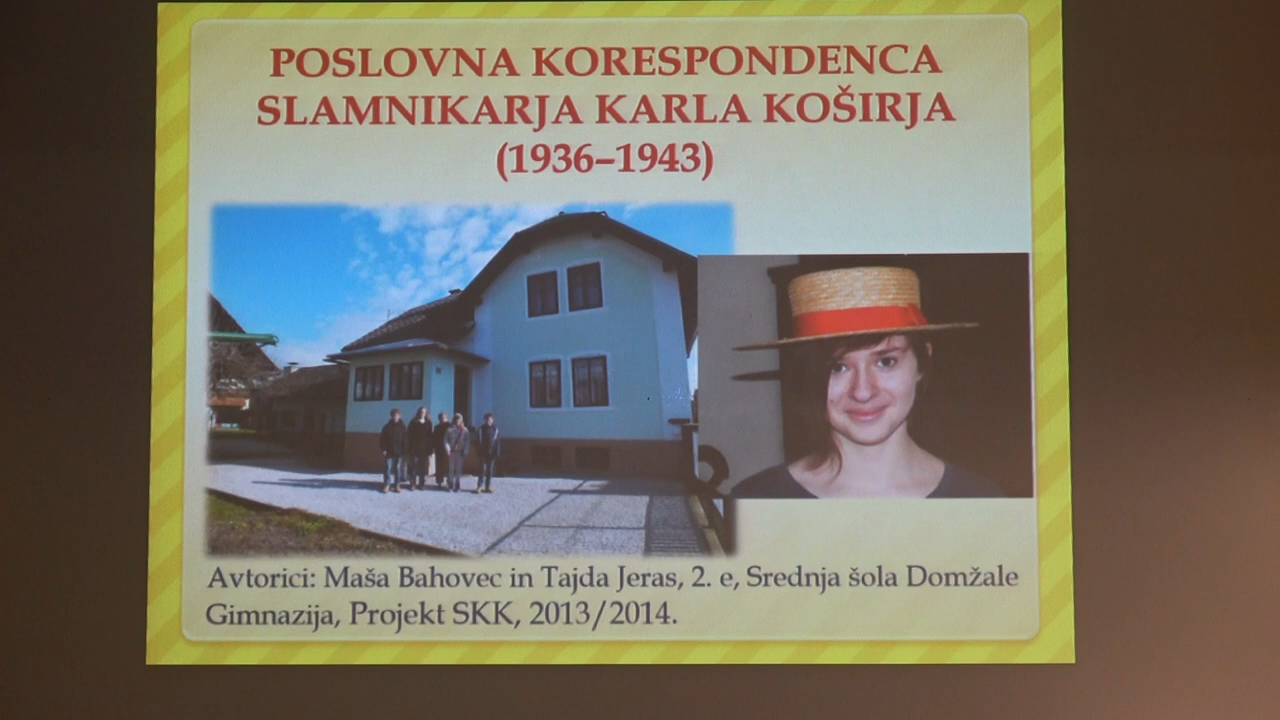 POSLOVNA KORESPONDENCA
SLAMNIKARJA KARLA KOŠIRJA
(1936–1943)
Avtorici: Maša Bahovec in Tajda Jeras, 2. e, Srednja šola Domžale
Gimnazija, Projekt SKK, 2013/2014.